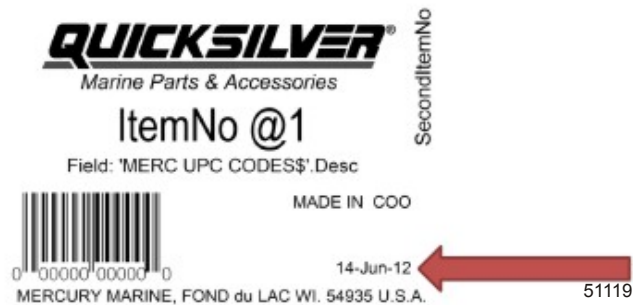 QUICKSILVER®
Marine Parts & Accessories
ItemNo @1
Field: 'MERC UPC CODES$'.Desc
SecondItemNo
MADE IN COO
0 00000 00000 0
14-Jun-12
MERCURY MARINE, FOND du LAC WI. 54935 U.S.A.
51119